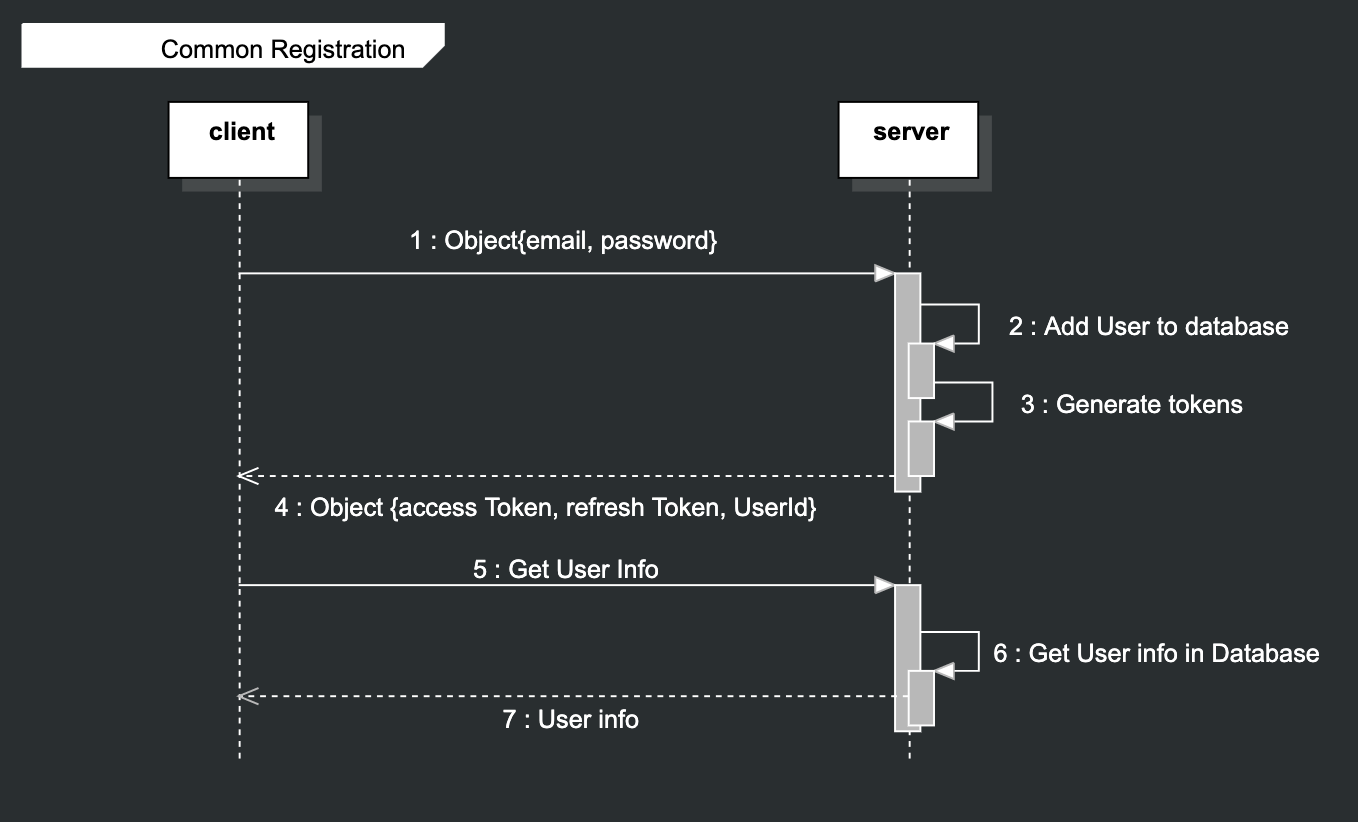 Common Registration
client
server
1 : Object{email, password}
2 : Add User to database
3 : Generate tokens
4 : Object {access Token, refresh Token, UserId}
5 : Get User Info
6 : Get User info in Database
7 : User info